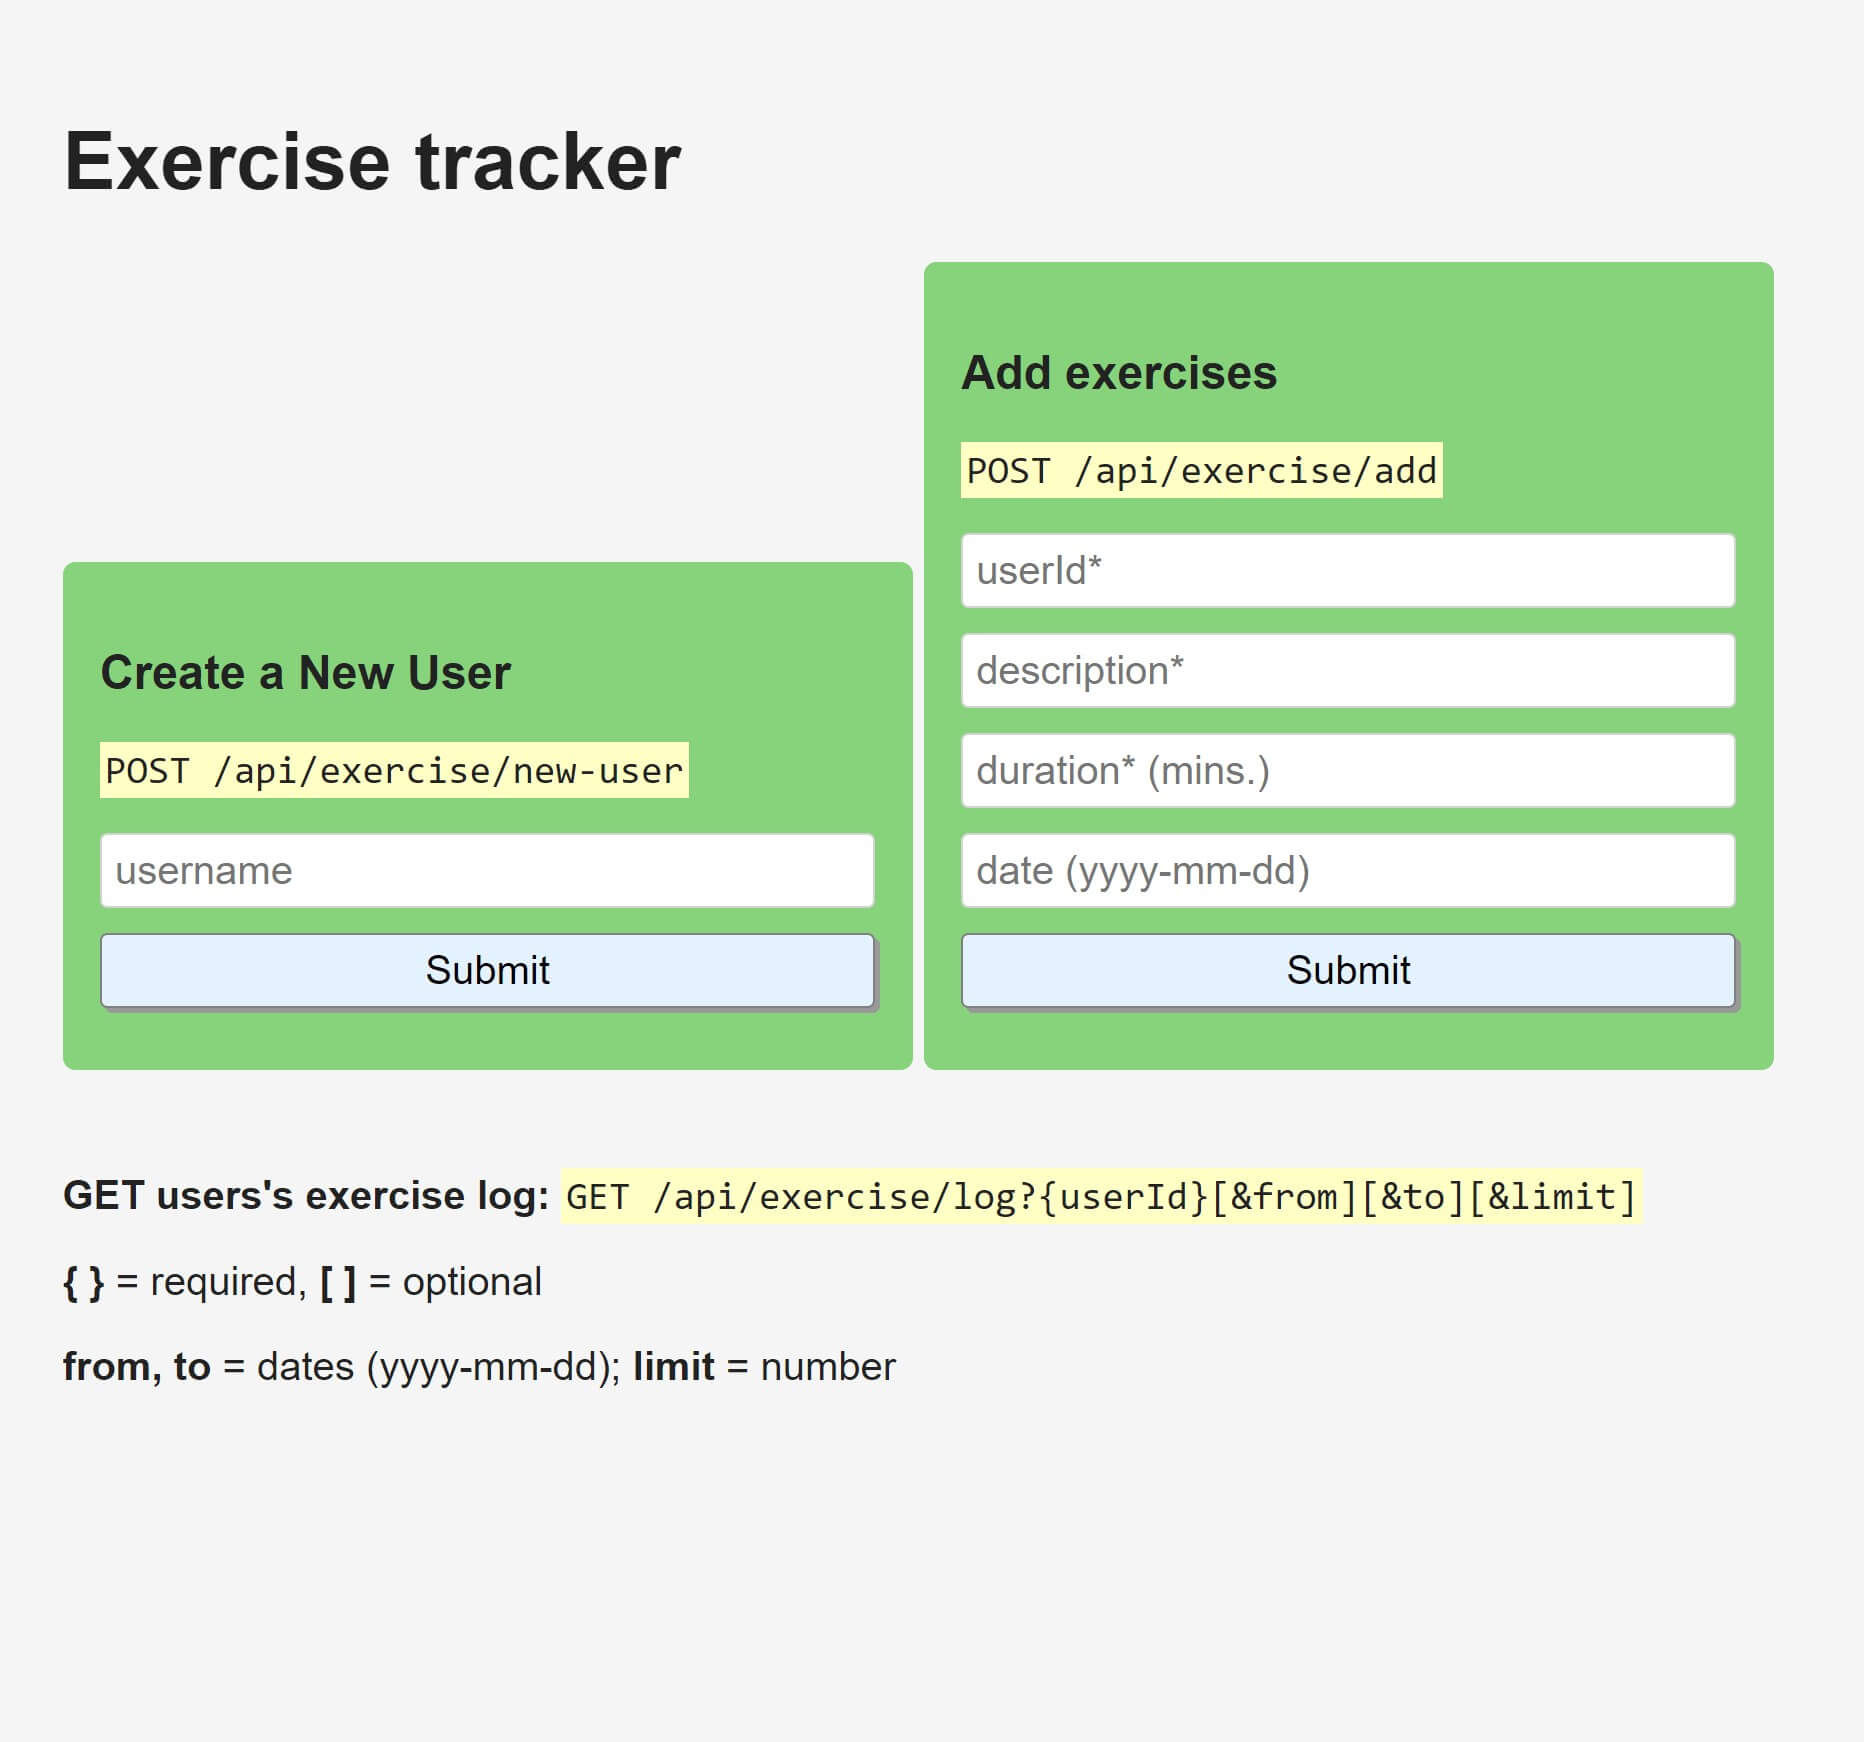 Exercise tracker
Create a New User
POST /api/exercise/new-user
username
Submit
Add exercises
POST /api/exercise/add
userId*
description*
duration* (mins.)
date (yyyy-mm-dd)
Submit
GET users's exercise log: GET /api/exercise/log?{userId}[&from][&to][&limit]
{ } = required, [ ] = optional
from, to = dates (yyyy-mm-dd); limit = number